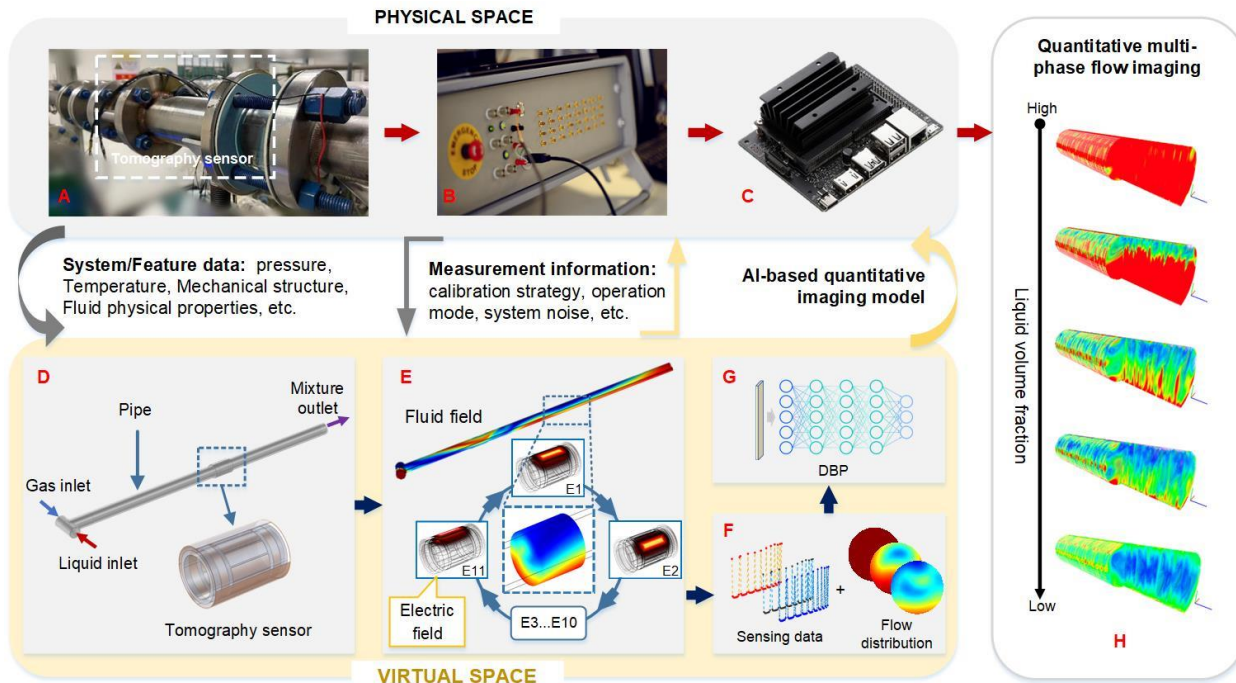 PHYSICAL SPACE
Tomography sensor
A
EMERGENCY
STOP
B
C
System/Feature data: pressure,
Temperature, Mechanical structure,
Fluid physical properties, etc.
Measurement information:
calibration strategy, operation
mode, system noise, etc.
AI-based quantitative
imaging model
D
Pipe
Mixture
outlet
Gas inlet
Liquid inlet
Tomography sensor
E
Fluid field
E1
E11
E2
Electric
field
E3...E10
G
DBP
F
+
Sensing data
Flow
distribution
VIRTUAL SPACE
Quantitative multi-
phase flow imaging
High
Liquid volume fraction
Low
H